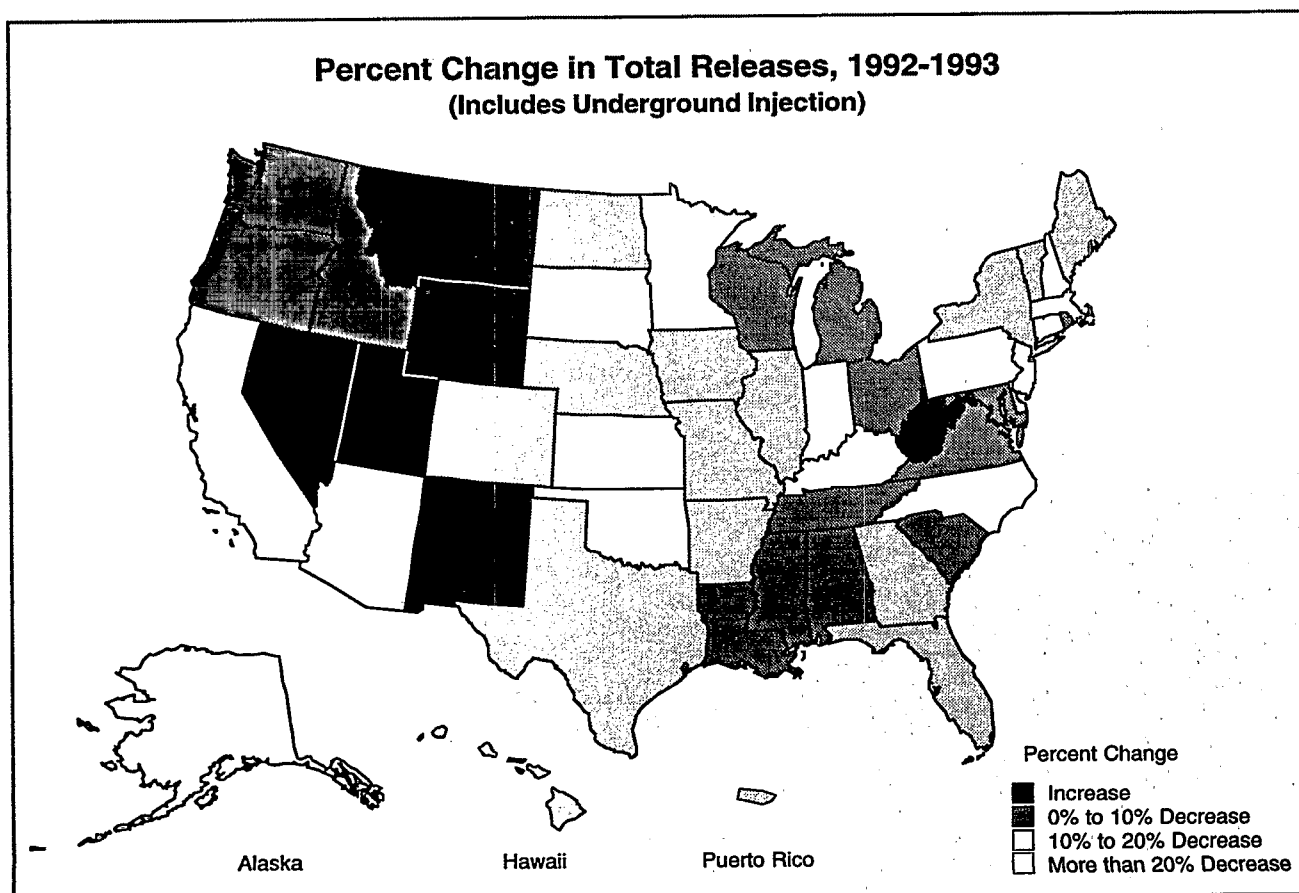 Percent Change in Total Releases, 1992-1993
(Includes Underground Injection)
Percent Change
Increase
0% to 10% Decrease
10% to 20% Decrease
More than 20% Decrease
Alaska
Hawaii
Puerto Rico